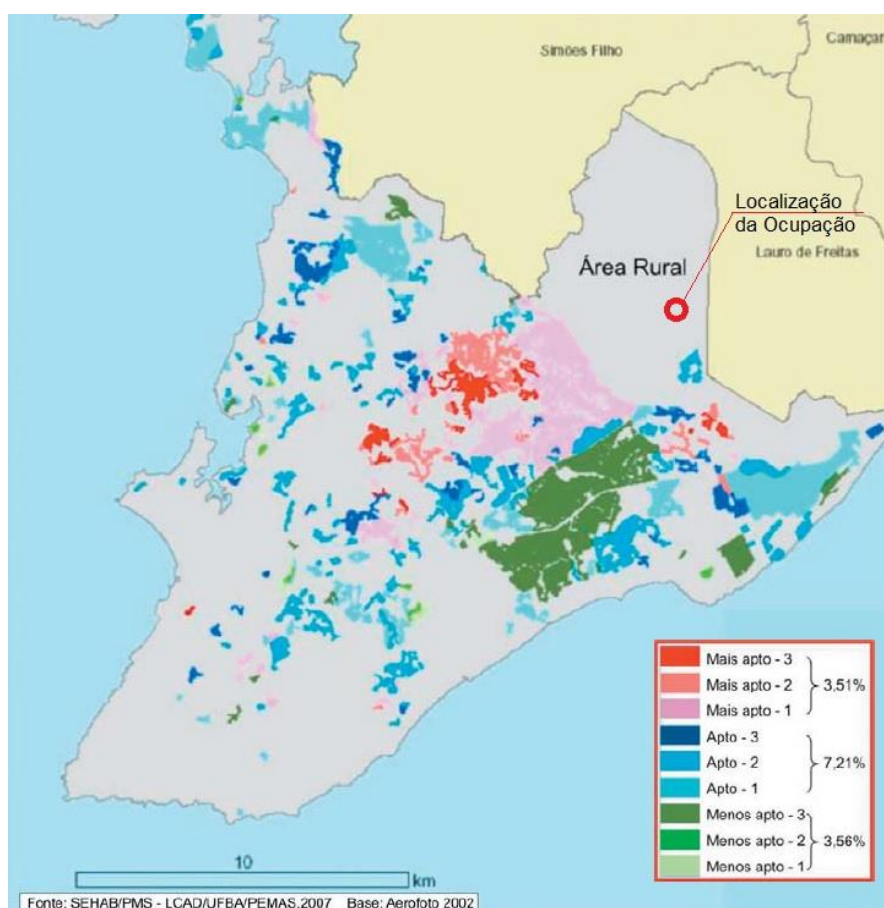 Simões Filho
Camaçar
Localização
da Ocupação
Área Rural
Lauro de Freitas
Mais apto - 3
Mais apto - 2
Mais apto - 1
3.51%
Apto - 3
Apto - 2
Apto - 1
7,21%
Menos apto - 3
Menos apto - 2
Menos apto - 1
3.56%
10
km
Fonte: SEHAB/PMS - LCAD/UFBA/PEMAS.2007 Base: Aerofoto 2002